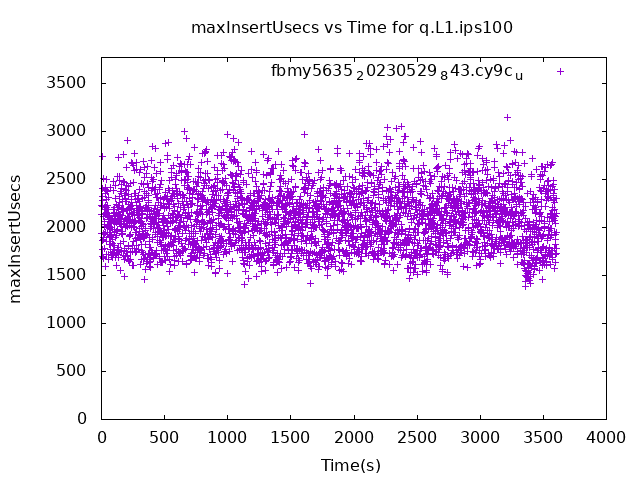 maxInsertUsecs vs Time for q.L1.ips100
fbmy5635_20230529_843.cy9c_u
maxInsertUsecs
3500
3000
2500
2000
1500
1000
500
0
0 500 1000 1500 2000 2500 3000 3500 4000
Time(s)